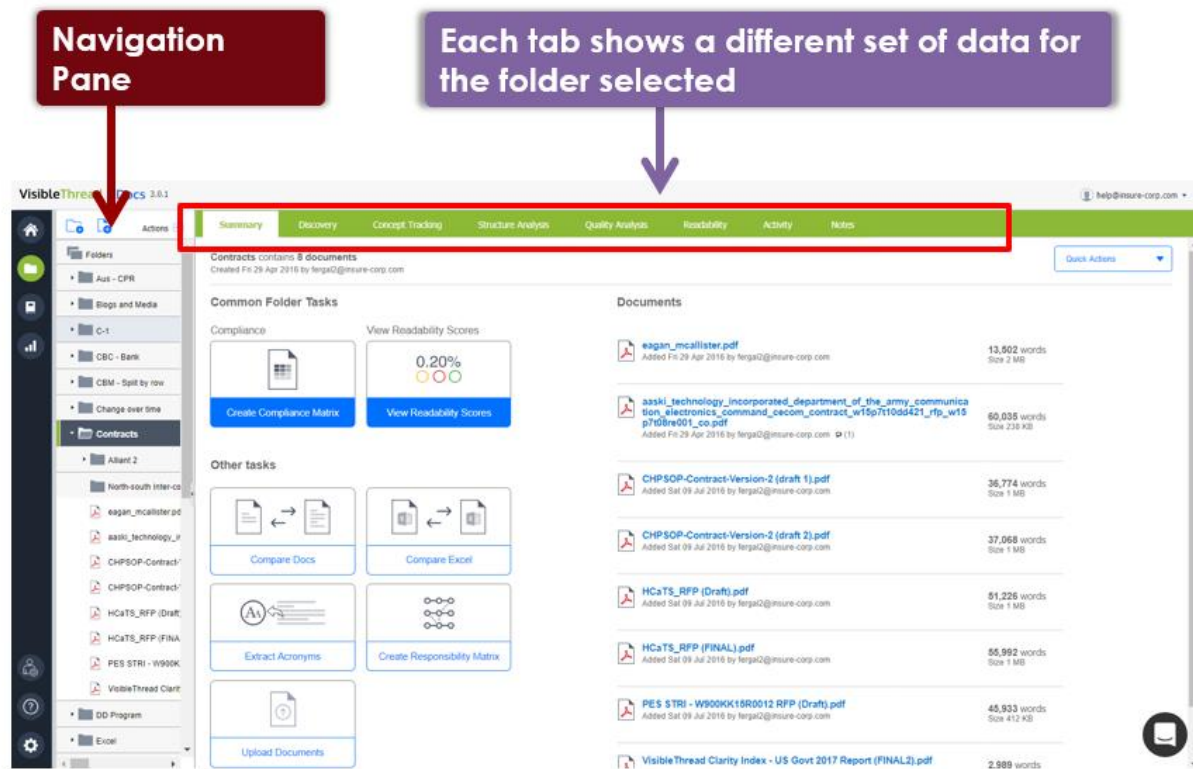 Navigation
Pane
Each tab shows a different set of data for
the folder selected
VisibleThread Docs 3.0.1
help@insure-corp.com
Actions
Summary Discovery Concept Tracking Structure Analysis Quality Analysis Readability Activity Notes
Folders
Aus - CPR
Blogs and Media
C-1
CBC - Bank
CBM - Split by row
Change over time
Contracts
Alliant 2
North-south inter-co
eagan_mcallister.pd
aaski_technology_i
CHPSOP-Contract-
CHPSOP-Contract-
HCaTS_RFP (Draft
HCaTS_RFP (FINA
PES STRI - W900K
VisibleThread Clarit
DD Program
Excel
Contracts contains 8 documents
Created Fri 29 Apr 2016 by fergal2@insure-corp.com
Quick Actions
Common Folder Tasks
Compliance
View Readability Scores
0.20%
Create Compliance Matrix
View Readability Scores
Other tasks
Compare Docs
Compare Excel
Aa
Extract Acronyms
Create Responsibility Matrix
Upload Documents
Documents
eagan_mcallister.pdf
Added Fri 29 Apr 2016 by fergal2@insure-corp.com
13,502 words
Size 2 MB
aaski_technology_incorporated_department_of_the_army_communica
tion_electronics_command_cecom_contract_w15p7t10dd421_rfp_w15
p7t08re001_co.pdf
Added Fri 29 Apr 2016 by fergal2@insure-corp.com (1)
60,035 words
Size 238 KB
CHPSOP-Contract-Version-2 (draft 1).pdf
Added Sat 09 Jul 2016 by fergal2@insure-corp.com
36,774 words
Size 1 MB
CHPSOP-Contract-Version-2 (draft 2).pdf
Added Sat 09 Jul 2016 by fergal2@insure-corp.com
37,068 words
Size 1 MB
HCaTS_RFP (Draft).pdf
Added Sat 09 Jul 2016 by fergal2@insure-corp.com
51,226 words
Size 1 MB
HCaTS_RFP (FINAL).pdf
Added Sat 09 Jul 2016 by fergal2@insure-corp.com
55,992 words
Size 1 MB
PES STRI - W900KK15R0012 RFP (Draft).pdf
Added Sat 09 Jul 2016 by fergal2@insure-corp.com
45,933 words
Size 412 KB
VisibleThread Clarity Index - US Govt 2017 Report (FINAL2).pdf
2,989 words